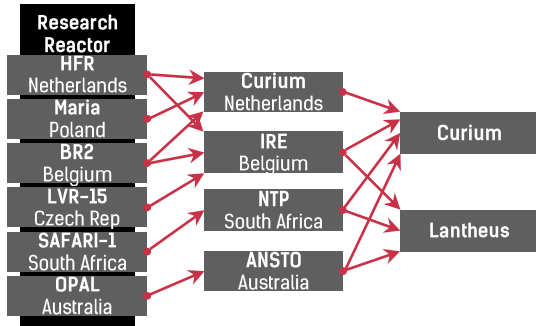 Research
Reactor
HFR
Netherlands
Maria
Poland
BR2
Belgium
LVR-15
Czech Rep
SAFARI-1
South Africa
OPAL
Australia
Curium
Netherlands
IRE
Belgium
NTP
South Africa
ANSTO
Australia
Curium
Lantheus